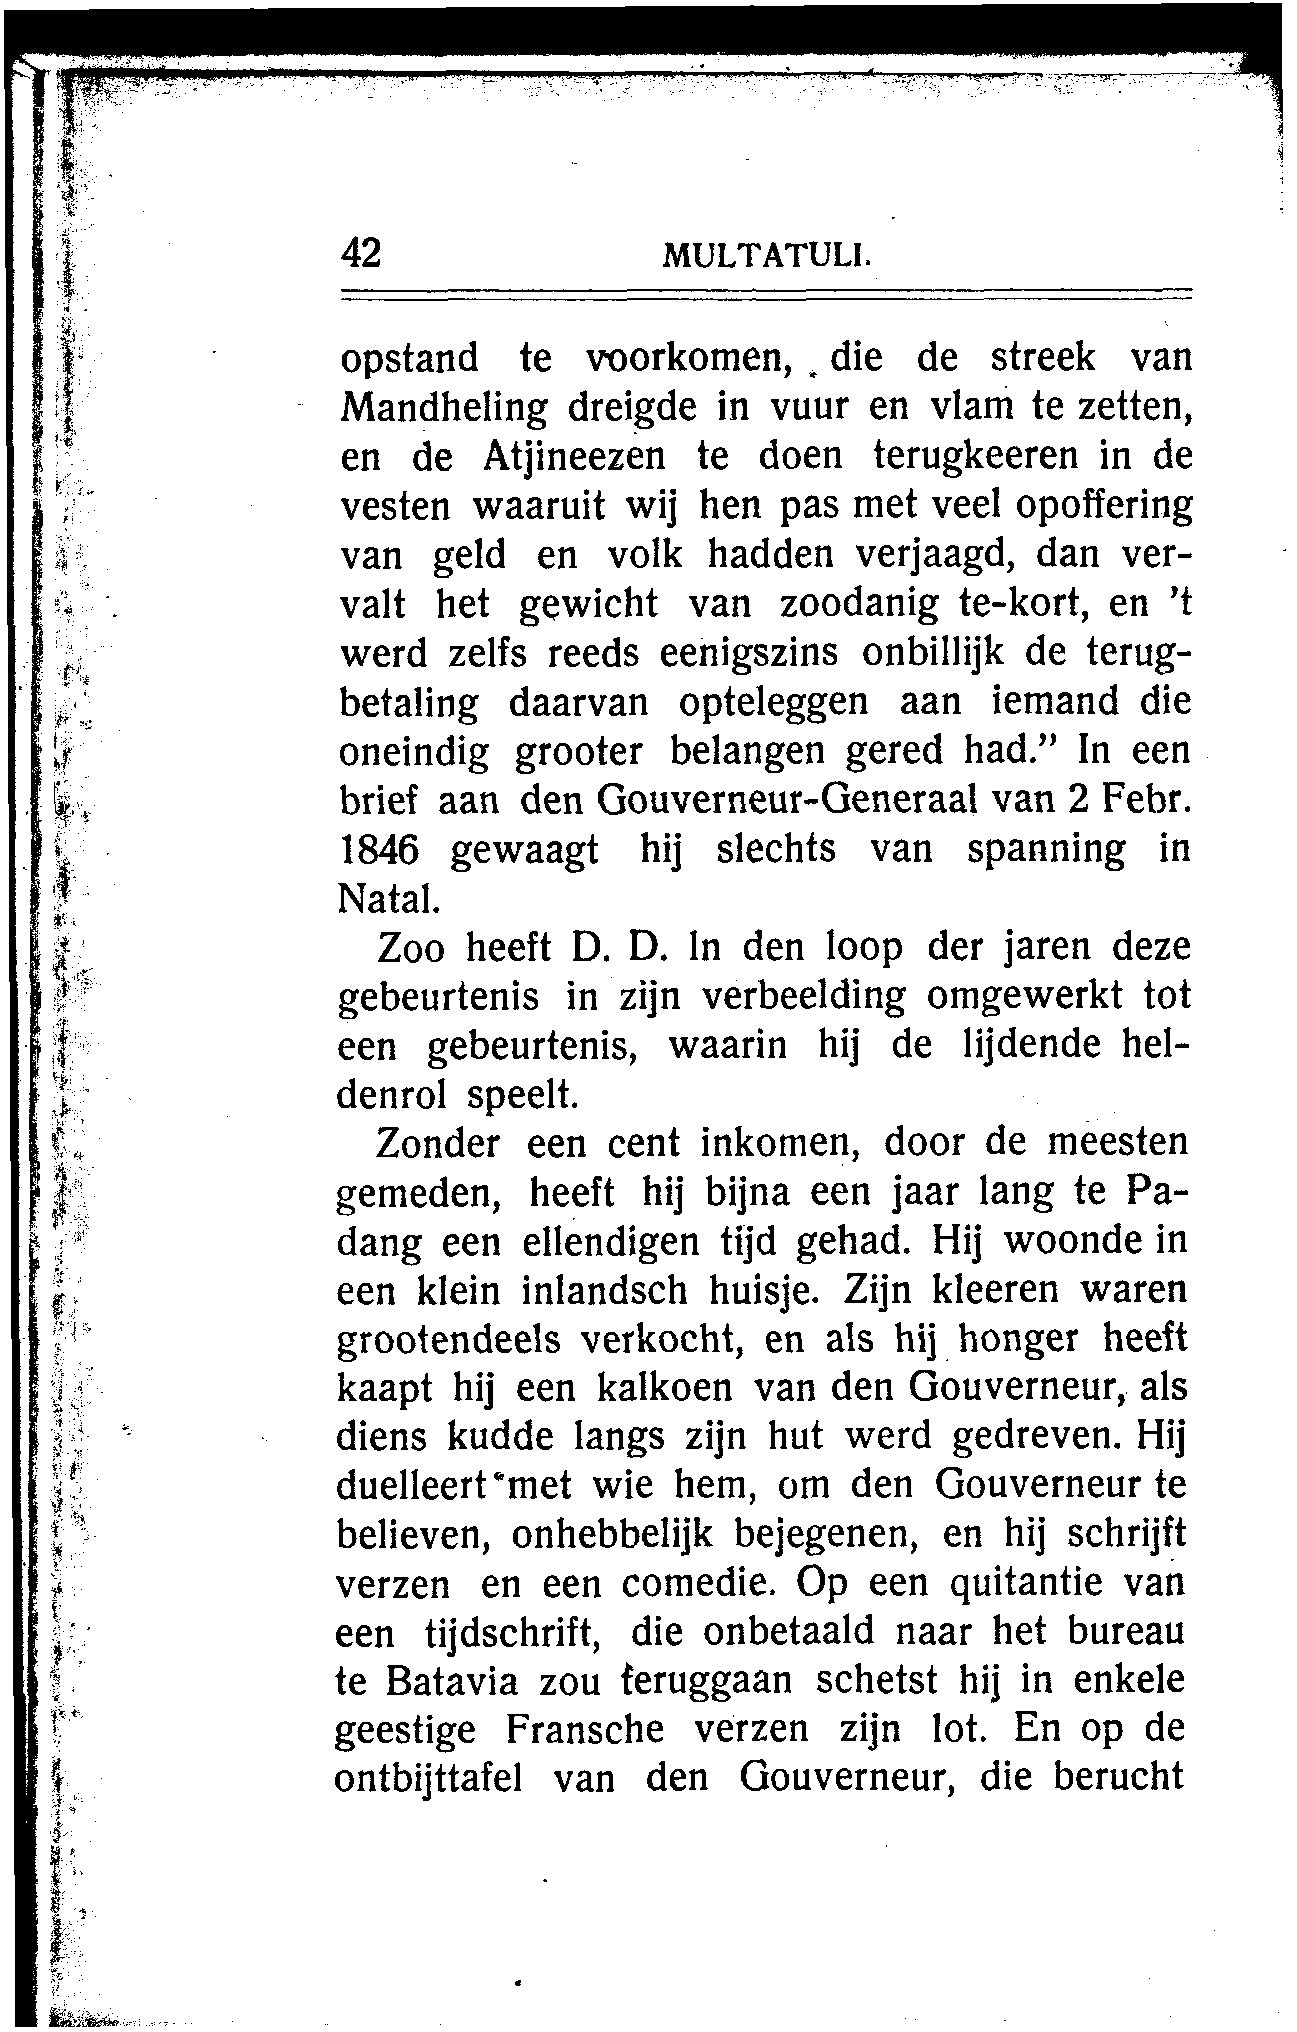 42 MULTATULI.
opstand te voorkomen, die de streek van
Mandheling dreigde in vuur en vlam te zetten,
en de Atjineezen te doen terugkeeren in de
vesten waaruit wij hen pas met veel opoffering
van geld en volk hadden verjaagd, dan ver-
valt het gewicht van zoodanig te-kort, en 't
werd zelfs reeds eenigszins onbillijk de terug-
betaling daarvan opteleggen aan iemand die
oneindig grooter belangen gered had.” In een
brief aan den Gouverneur-Generaal van 2 Febr.
1846 gewaagt hij slechts van spanning in
Natal.
Zoo heeft D. D. In den loop der jaren deze
gebeurtenis in zijn verbeelding omgewerkt tot
een gebeurtenis, waarin hij de lijdende hel-
denrol speelt.
Zonder een cent inkomen, door de meesten
gemeden, heeft hij bijna een jaar lang te Pa-
dang een ellendigen tijd gehad. Hij woonde in
een klein inlandsch huisje. Zijn kleeren waren
grootendeels verkocht, en als hij honger heeft
kaapt hij een kalkoen van den Gouverneur, als
diens kudde langs zijn hut werd gedreven. Hij
duelleert met wie hem, om den Gouverneur te
believen, onhebbelijk bejegenen, en hij schrijft
verzen en een comedie. Op een quitantie van
een tijdschrift, die onbetaald naar het bureau
te Batavia zou teruggaan schetst hij in enkele
geestige Fransche verzen zijn lot. En op de
ontbijttafel van den Gouverneur, die berucht